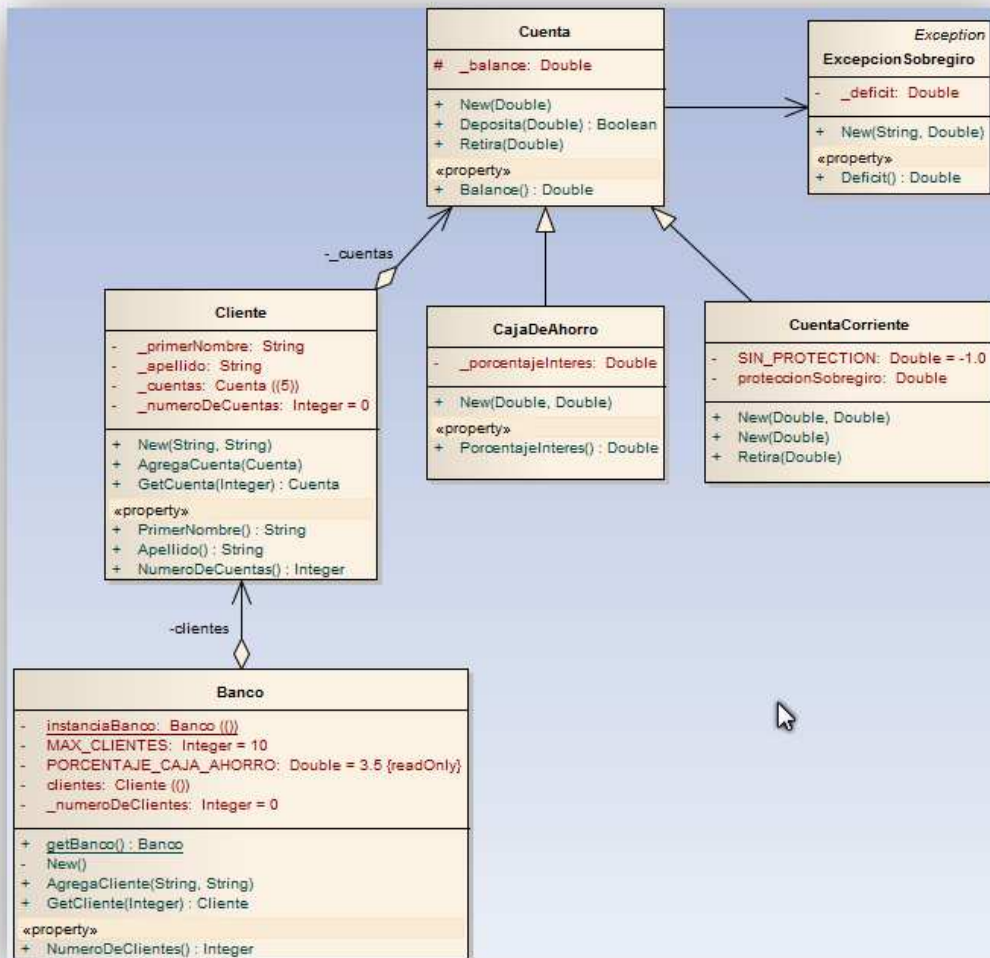 Cuenta
# _balance: Double
+ New(Double)
+ Deposita(Double) : Boolean
+ Retira(Double)
«property»
+ Balance() : Double
Exception
ExcepcionSobregiro
- _deficit: Double
+ New(String, Double)
«property»
+ Deficit() : Double
-_cuentas
Cliente
- _primerNombre: String
- _apellido: String
- _cuentas: Cuenta ((5))
- _numeroDeCuentas: Integer = 0
+ New(String, String)
+ AgregaCuenta(Cuenta)
+ GetCuenta(Integer) : Cuenta
«property»
+ PrimerNombre() : String
+ Apellido() : String
+ NumeroDeCuentas() : Integer
CajaDeAhorro
- _porcentajeInteres: Double
+ New(Double, Double)
«property»
+ PorcentajeInteres() : Double
CuentaCorriente
- SIN_PROTECTION: Double = -1.0
- proteccionSobregiro: Double
+ New(Double, Double)
+ New(Double)
+ Retira(Double)
-clientes
Banco
- instanciaBanco: Banco (())
- MAX_CLIENTES: Integer = 10
- PORCENTAJE_CAJA_AHORRO: Double = 3.5 {readOnly}
- clientes: Cliente (())
- _numeroDeClientes: Integer = 0
+ getBanco() : Banco
- New()
+ AgregaCliente(String, String)
+ GetCliente(Integer) : Cliente
«property»
+ NumeroDeClientes() : Integer